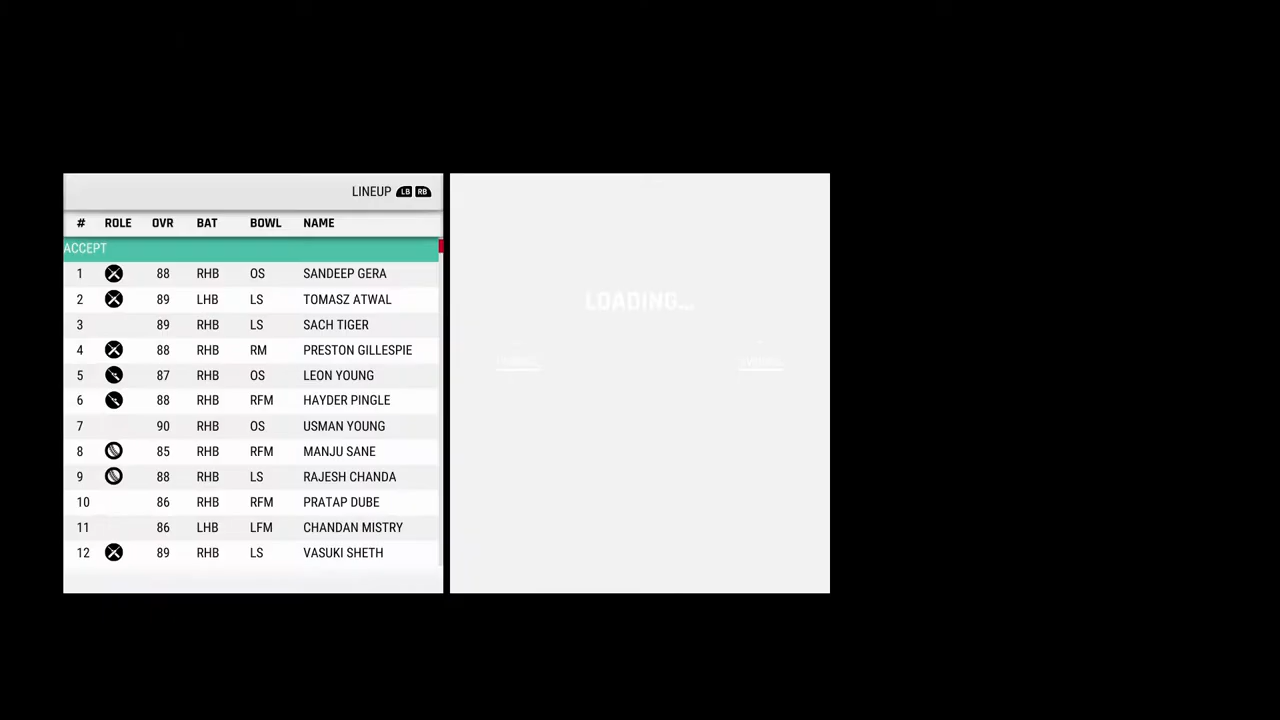 LINEUP LB RB
# ROLE OVR BAT BOWL NAME
ACCEPT
1 88 RHB OS SANDEEP GERA
2 89 LHB LS TOMASZ ATWAL
3 89 RHB LS SACH TIGER
4 88 RHB RM PRESTON GILLESPIE
5 87 RHB OS LEON YOUNG
6 88 RHB RFM HAYDER PINGLE
7 90 RHB OS USMAN YOUNG
8 85 RHB RFM MANJU SANE
9 88 RHB LS RAJESH CHANDA
10 86 RHB RFM PRATAP DUBE
11 86 LHB LFM CHANDAN MISTRY
12 89 RHB LS VASUKI SHETH
LOADING...